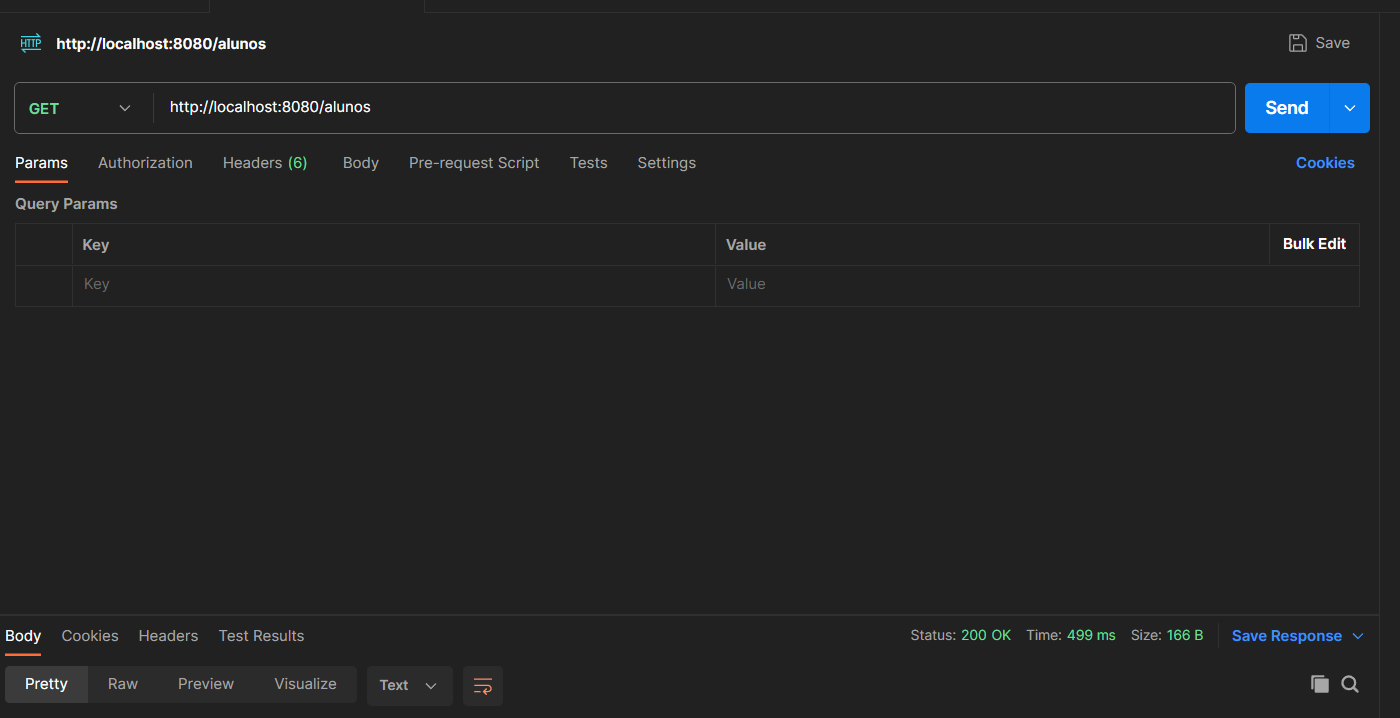 HTTP http://localhost:8080/alunos Save
GET http://localhost:8080/alunos Send
Params Authorization Headers (6) Body Pre-request Script Tests Settings Cookies
Query Params
Key Value Bulk Edit
Key Value
Body Cookies Headers Test Results Status: 200 OK Time: 499 ms Size: 166 B Save Response
Pretty Raw Preview Visualize Text